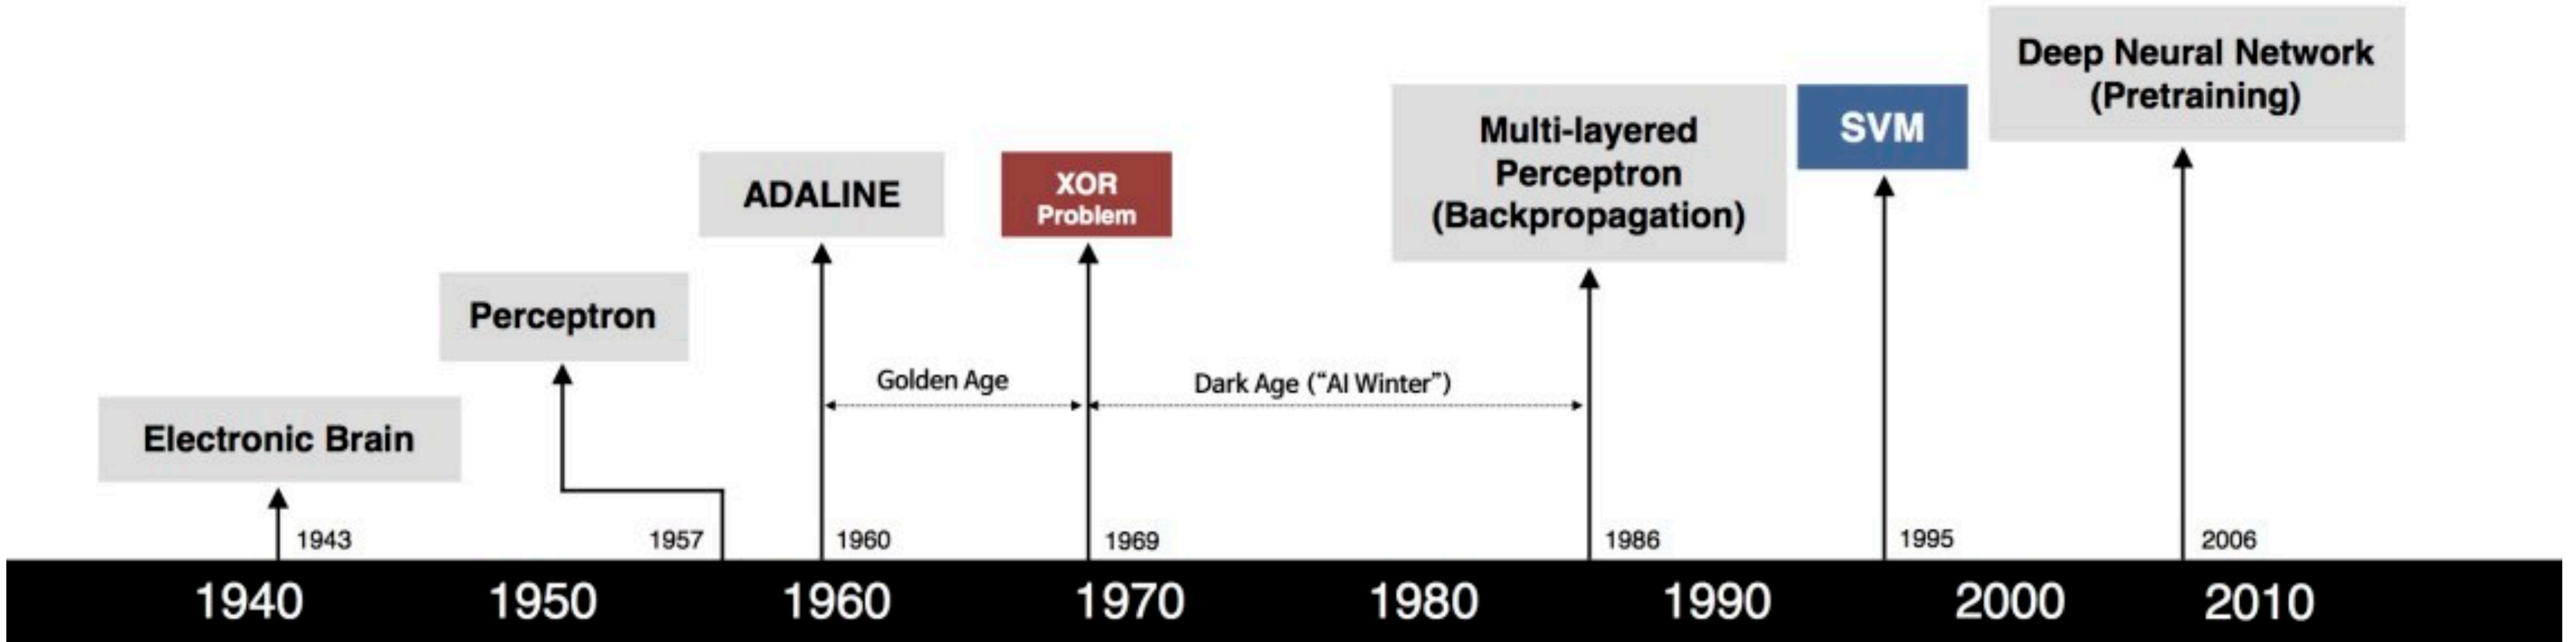 Deep Neural Network
(Pretraining)
Multi-layered
Perceptron
(Backpropagation)
SVM
ADALINE
XOR
Problem
Perceptron
Golden Age
Dark Age (“AI Winter”)
Electronic Brain
1943
1957
1960
1969
1986
1995
2006
1940
1950
1960
1970
1980
1990
2000
2010